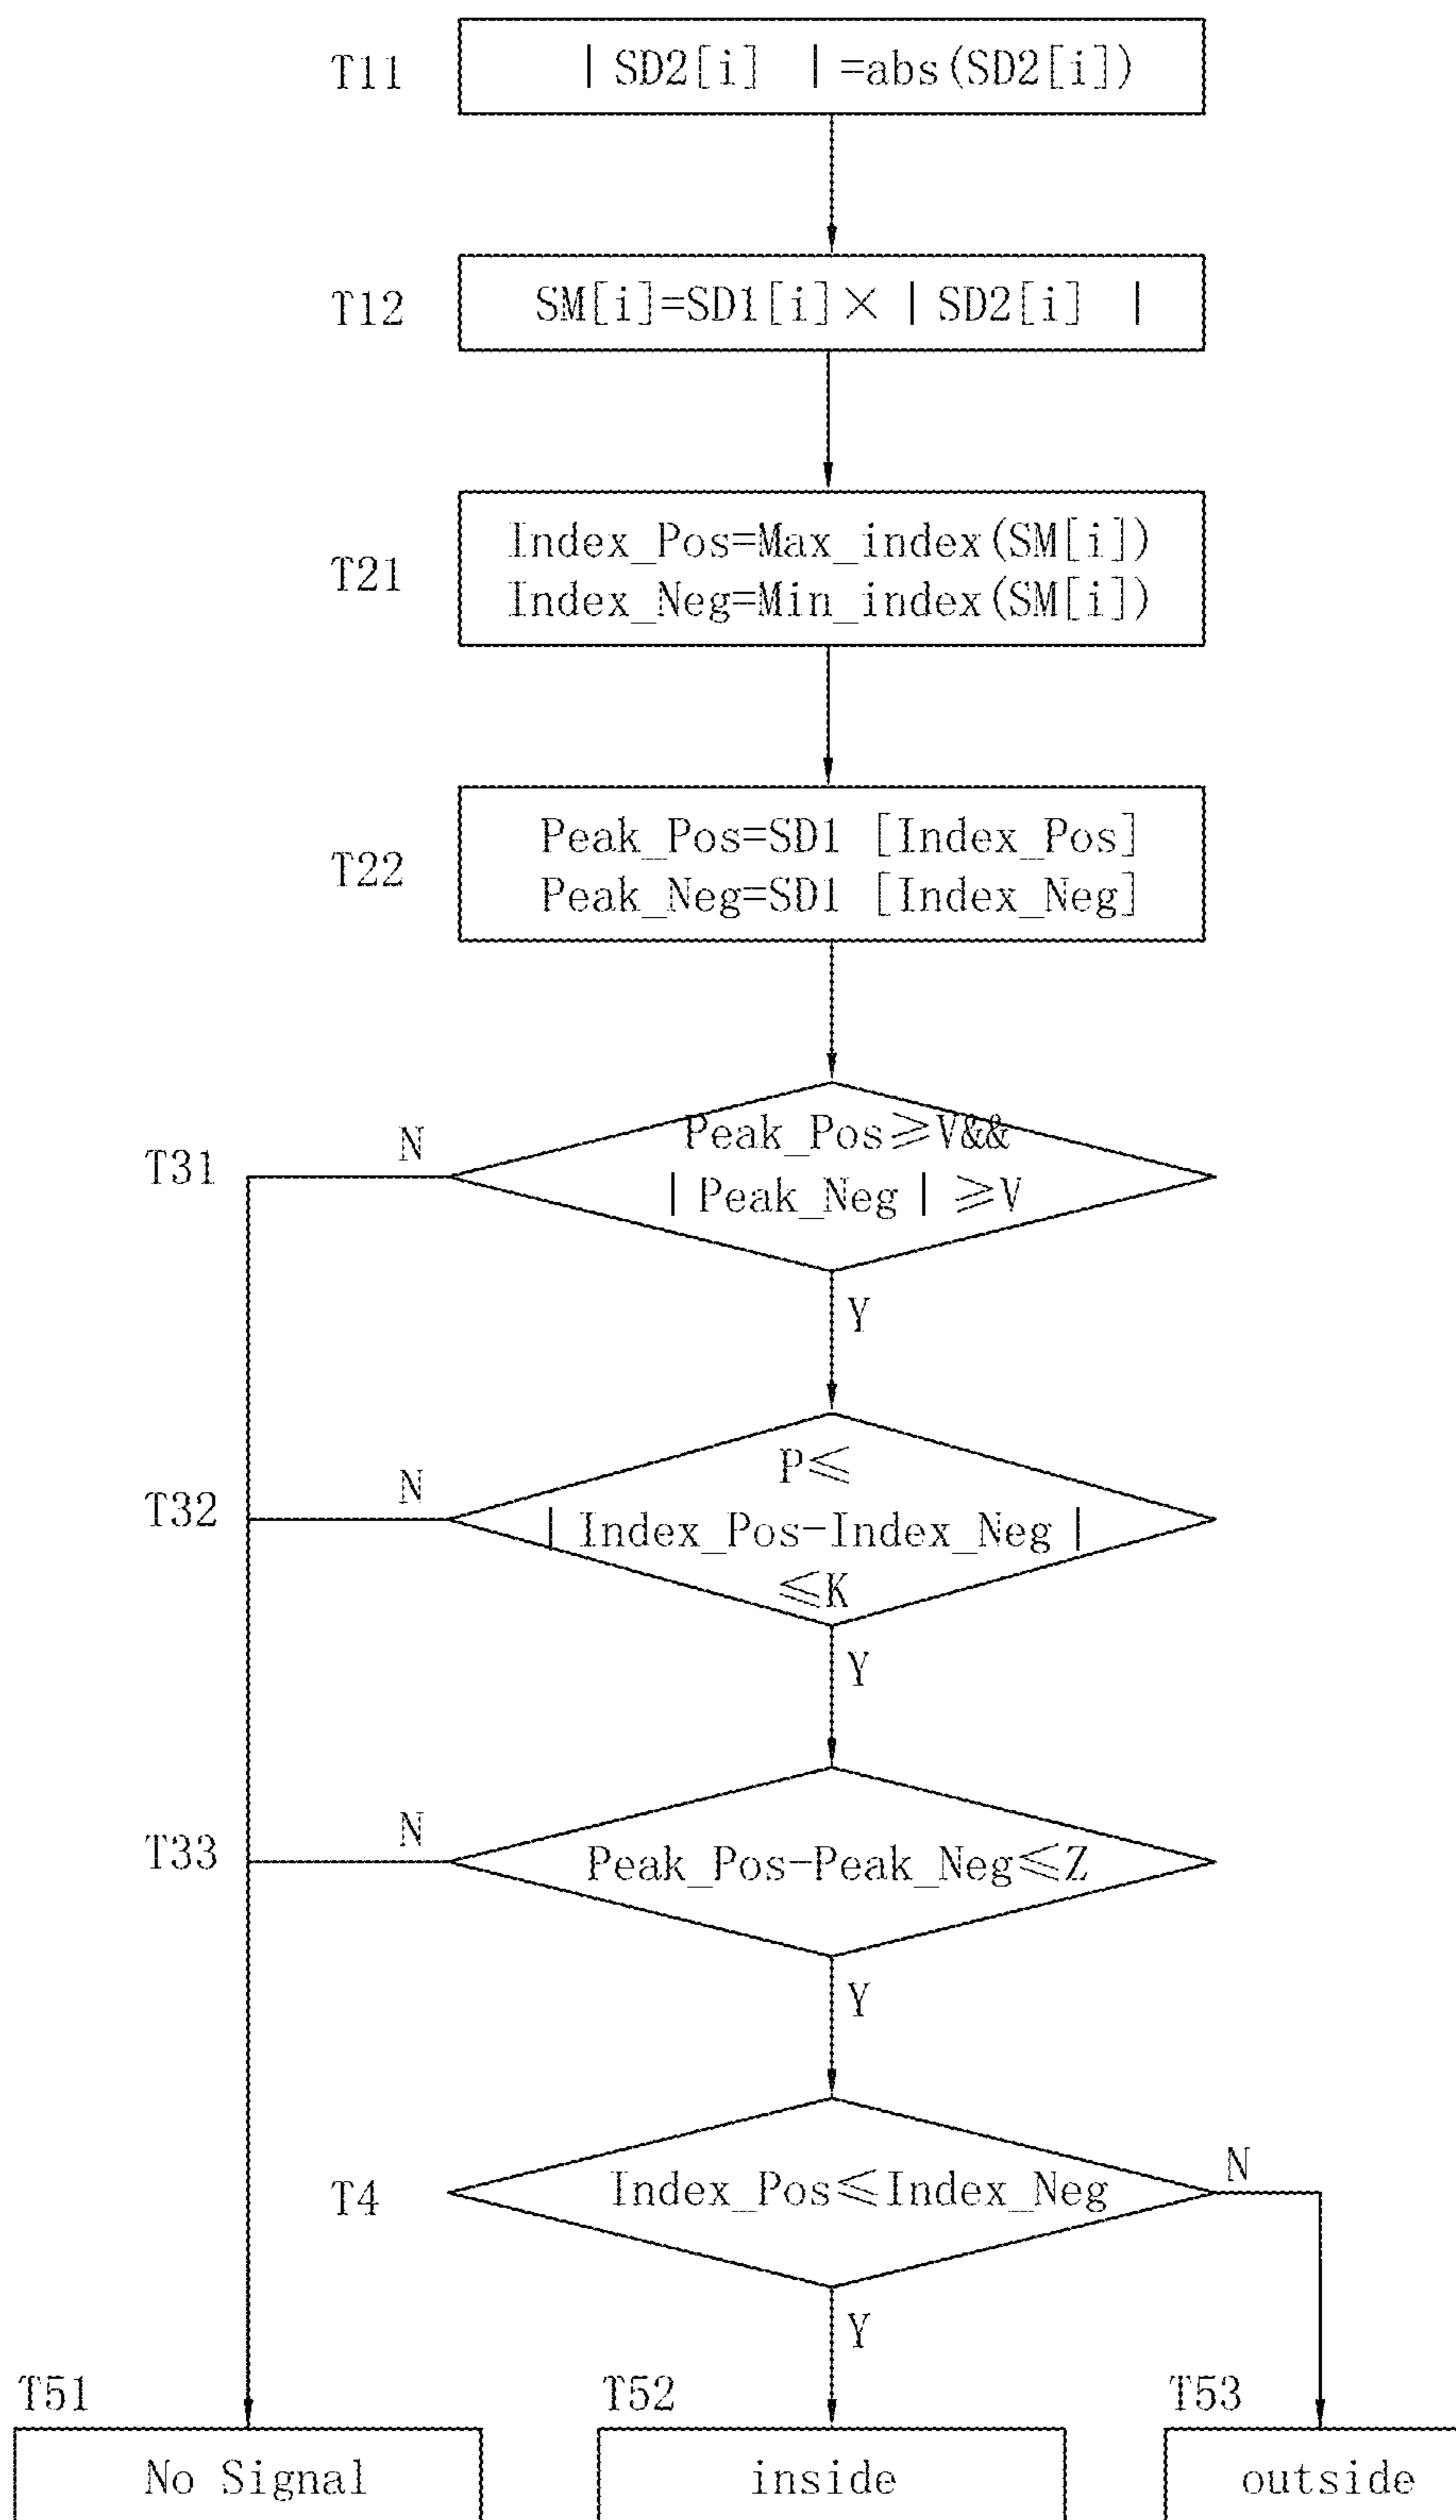 T11
| SD2[i] |=abs(SD2[i])
T12
SM[i]=SD1[i]×|SD2[i] |
T21
Index_Pos=Max_index(SM[i])
Index_Neg=Min_index(SM[i])
T22
Peak_Pos=SD1 [Index_Pos]
Peak_Neg=SD1 [Index_Neg]
T31
N
Peak_Pos≥V&&
|Peak_Neg|≥V
Y
T32
N
P≤
|Index_Pos-Index_Neg|
≤K
Y
T33
N
Peak_Pos-Peak_Neg≤Z
Y
T4
Index_Pos≤Index_Neg
N
Y
T51
T52
T53
No Signal
inside
outside